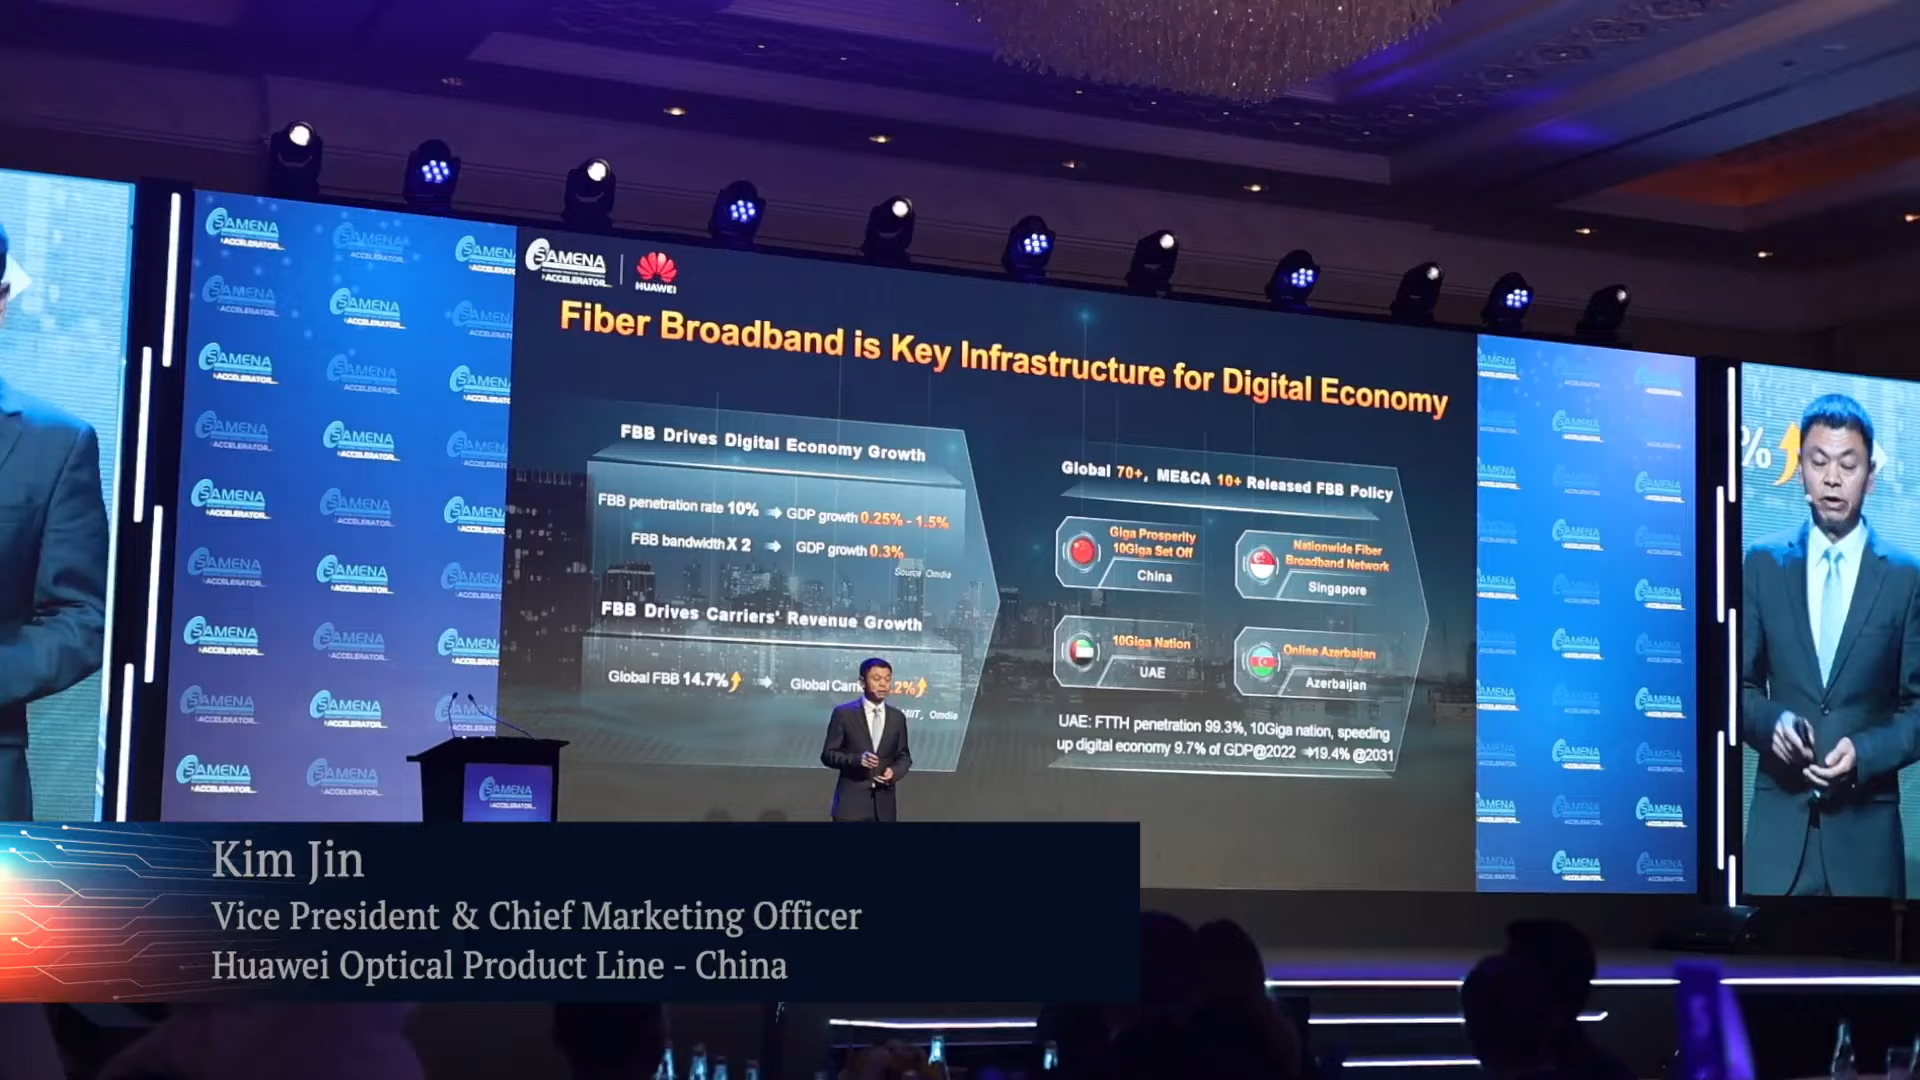 SAMENA
ACCELERATOR
HUAWEI
Fiber Broadband is Key Infrastructure for Digital Economy
FBB Drives Digital Economy Growth
FBB penetration rate 10% → GDP growth 0.25% - 1.5%
FBB bandwidth X 2 → GDP growth 0.3%
Source: Omdia
FBB Drives Carriers' Revenue Growth
Global FBB 14.7% → Global Carri 2%
MIIT, Omdia
Global 70+, ME&CA 10+ Released FBB Policy
Giga Prosperity
10Giga Set Off
China
Nationwide Fiber
Broadband Network
Singapore
10Giga Nation
UAE
Online Azerbaijan
Azerbaijan
UAE: FTTH penetration 99.3%, 10Giga nation, speeding
up digital economy 9.7% of GDP@2022 →19.4% @2031
%
SAMENA
ACCELERATOR
Kim Jin
Vice President & Chief Marketing Officer
Huawei Optical Product Line - China